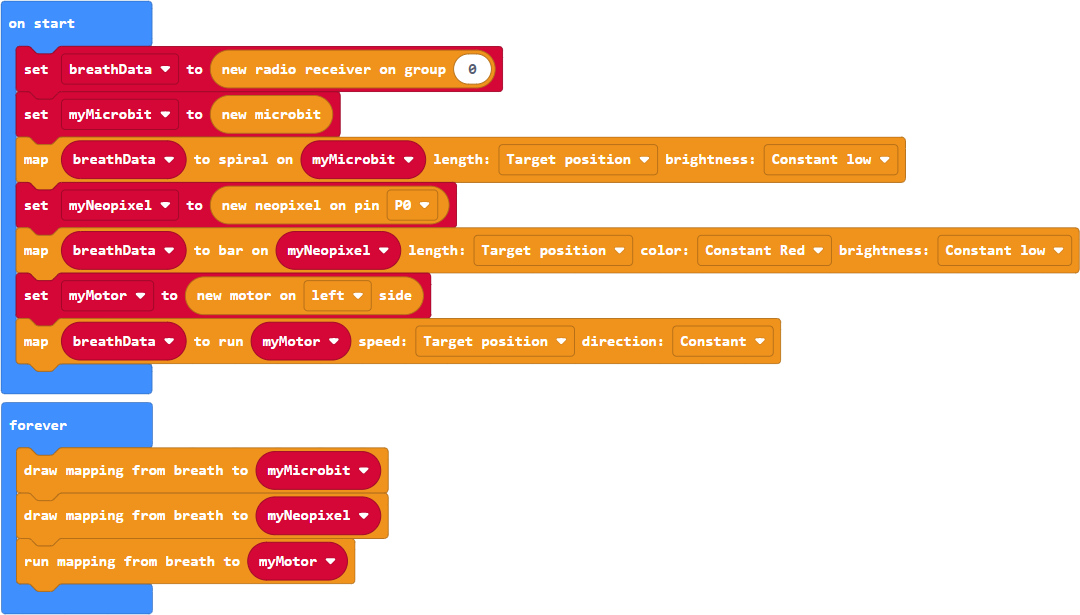 on start
set breathData to new radio receiver on group 0
set myMicrobit to new microbit
map breathData to spiral on myMicrobit length: Target position brightness: Constant low
set myNeopixel to new neopixel on pin P0
map breathData to bar on myNeopixel length: Target position color: Constant Red brightness: Constant low
set myMotor to new motor on left side
map breathData to run myMotor speed: Target position direction: Constant
forever
draw mapping from breath to myMicrobit
draw mapping from breath to myNeopixel
run mapping from breath to myMotor